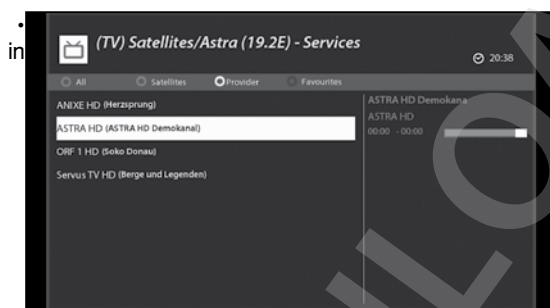 •
in
(TV) Satellites/Astra (19.2E) - Services
20:38
All Satellites Provider Favourites
ANIXE HD (Herzsprung)
ASTRA HD (ASTRA HD Demokanal)
ORF 1 HD (Soko Donau)
Servus TV HD (Berge und Legenden)
ASTRA HD Demokana
ASTRA HD
00:00 - 00:00